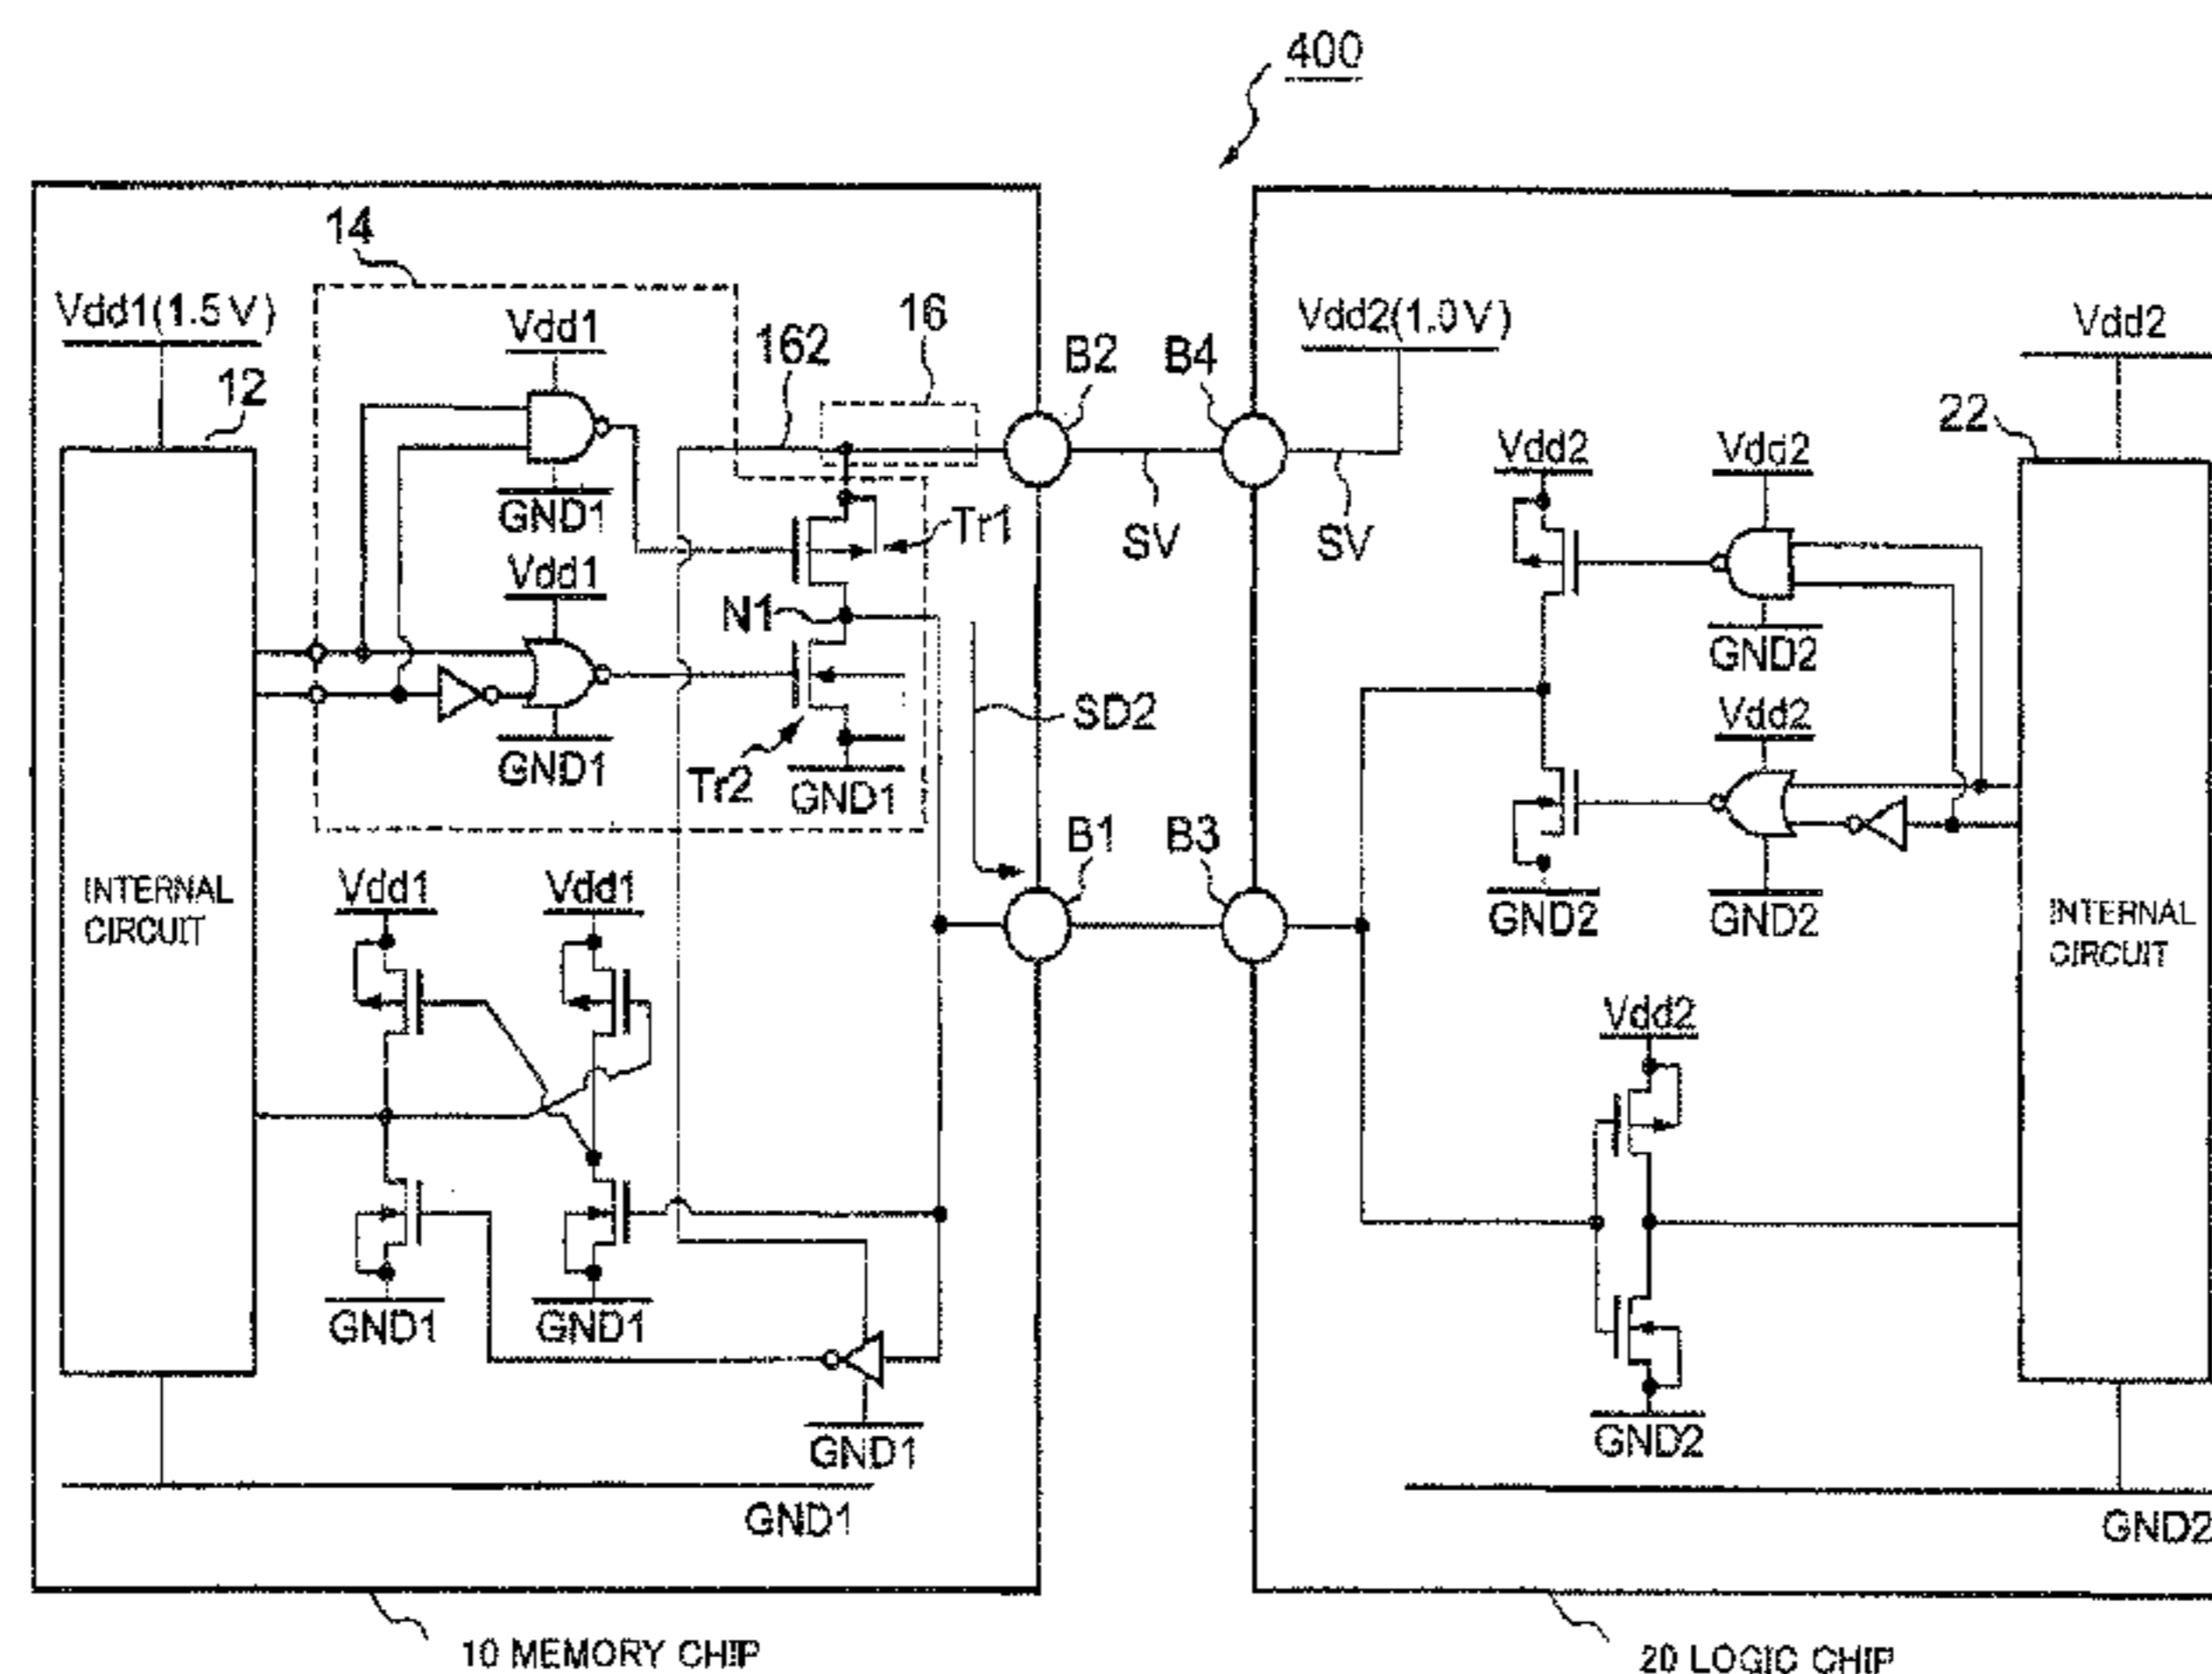 400
14
Vdd1(1.5V)
Vdd1
162
16
B2
B4
Vdd2(1.0V)
Vdd2
12
22
GND1
Vdd2
Vdd2
Tr1
SV
SV
Vdd1
N1
GND2
SD2
Vdd2
GND1
Tr2
GND1
B1
B3
INTERNAL
CIRCUIT
Vdd1
Vdd1
GND2
GND2
INTERNAL
CIRCUIT
Vdd2
GND1
GND1
GND1
GND2
GND1
GND2
10 MEMORY CHIP
20 LOGIC CHIP